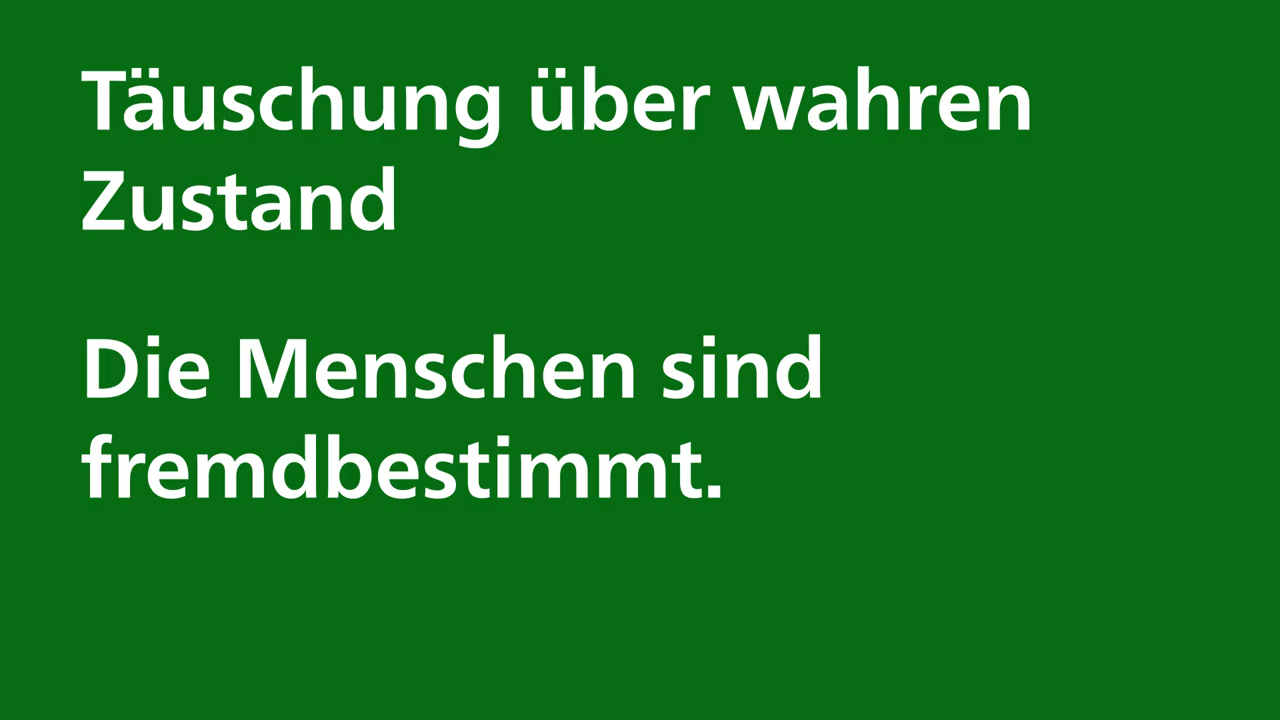 Täuschung über wahren
Zustand
Die Menschen sind
fremdbestimmt.